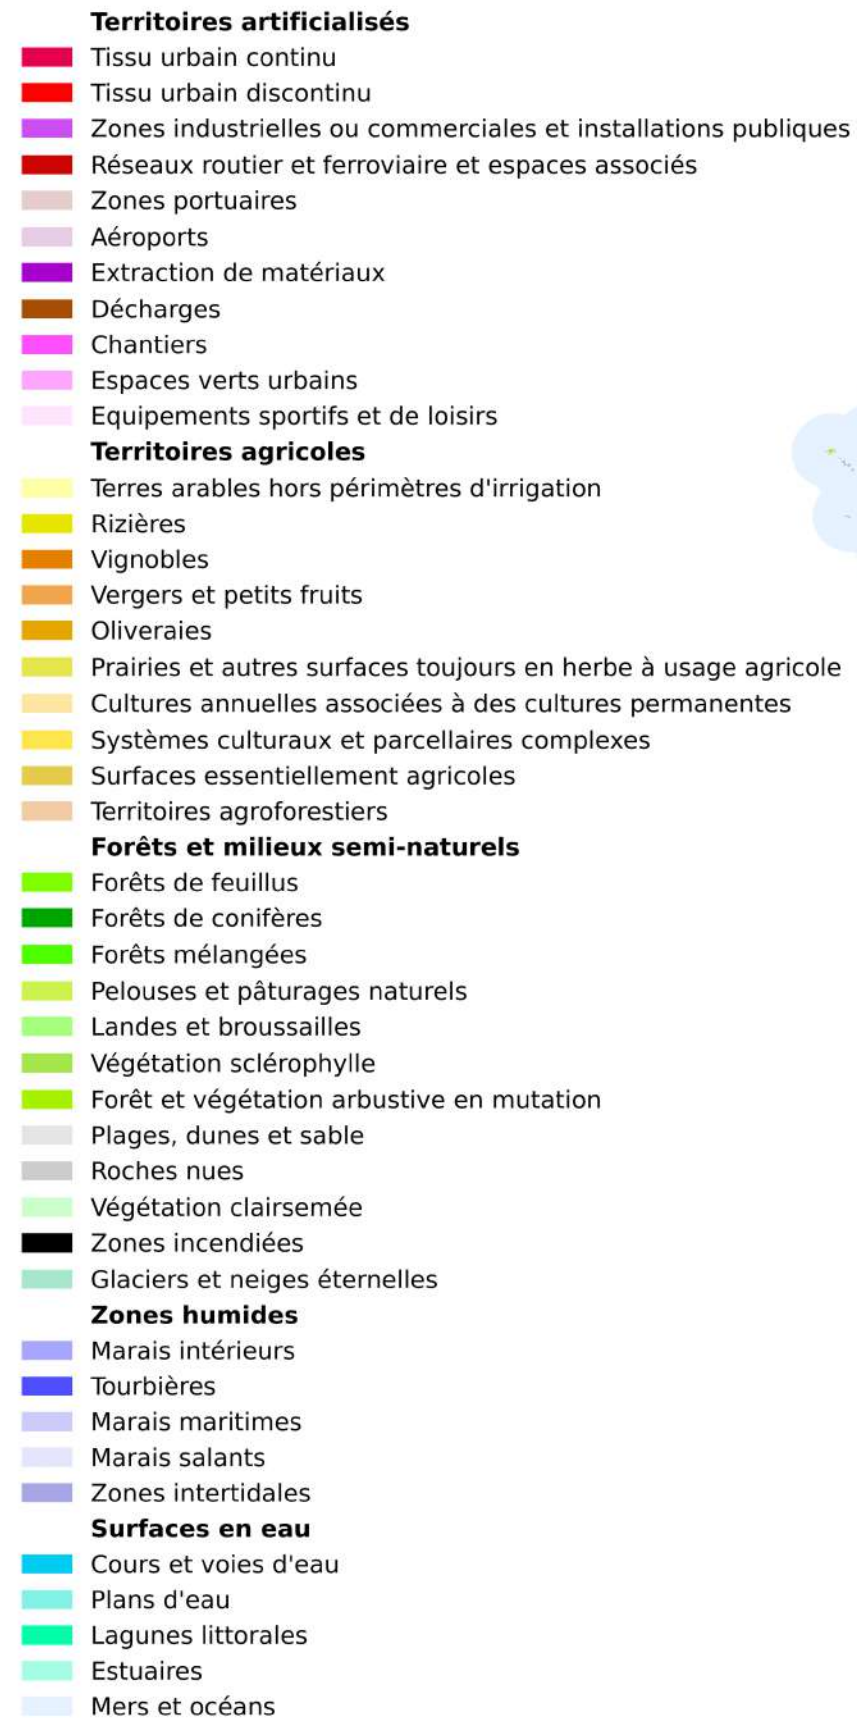 Territoires artificialisés
Tissu urbain continu
Tissu urbain discontinu
Zones industrielles ou commerciales et installations publiques
Réseaux routier et ferroviaire et espaces associés
Zones portuaires
Aéroports
Extraction de matériaux
Décharges
Chantiers
Espaces verts urbains
Equipements sportifs et de loisirs
Territoires agricoles
Terres arables hors périmètres d'irrigation
Rizières
Vignobles
Vergers et petits fruits
Oliveraies
Prairies et autres surfaces toujours en herbe à usage agricole
Cultures annuelles associées à des cultures permanentes
Systèmes culturaux et parcellaires complexes
Surfaces essentiellement agricoles
Territoires agroforestiers
Forêts et milieux semi-naturels
Forêts de feuillus
Forêts de conifères
Forêts mélangées
Pelouses et pâturages naturels
Landes et broussailles
Végétation sclérophylle
Forêt et végétation arbustive en mutation
Plages, dunes et sable
Roches nues
Végétation clairsemée
Zones incendiées
Glaciers et neiges éternelles
Zones humides
Marais intérieurs
Tourbières
Marais maritimes
Marais salants
Zones intertidales
Surfaces en eau
Cours et voies d'eau
Plans d'eau
Lagunes littorales
Estuaires
Mers et océans